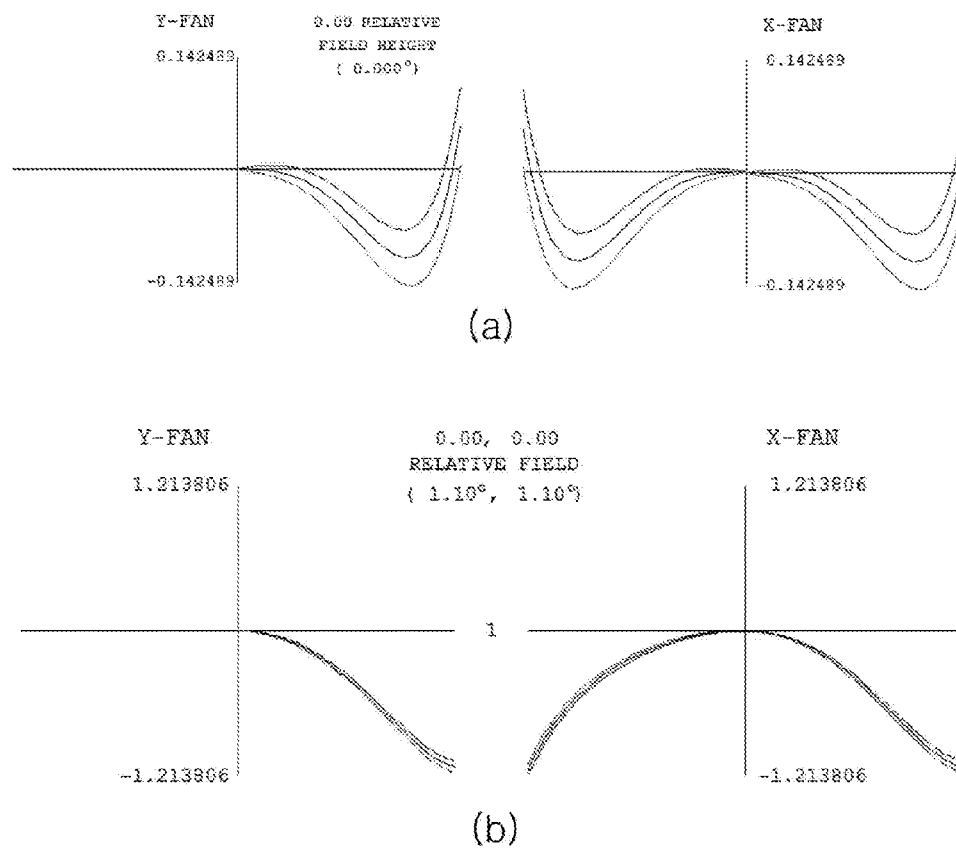 Y-FAN
0.00 RELATIVE
FIELD HEIGHT
( 0.000°)
X-FAN
0.142489
0.142489
-0.142489
-0.142489
(a)
Y-FAN
0.00, 0.00
RELATIVE FIELD
( 1.10°, 1.10°)
X-FAN
1.213806
1.213806
1
-1.213806
-1.213806
(b)